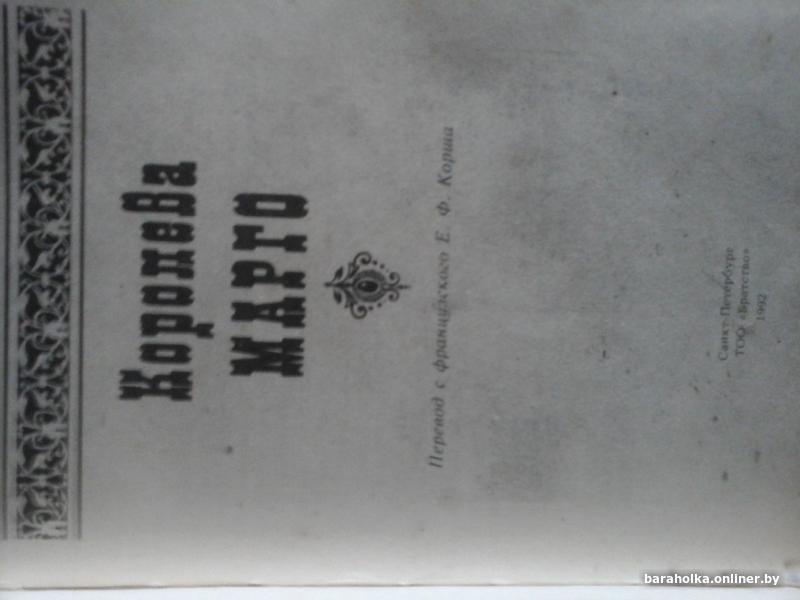 Королева
МАРГО
Перевод с французского Е. Ф. Корша
Санкт-Петербург
ТОО «Братство»
1992
baraholka.onliner.by